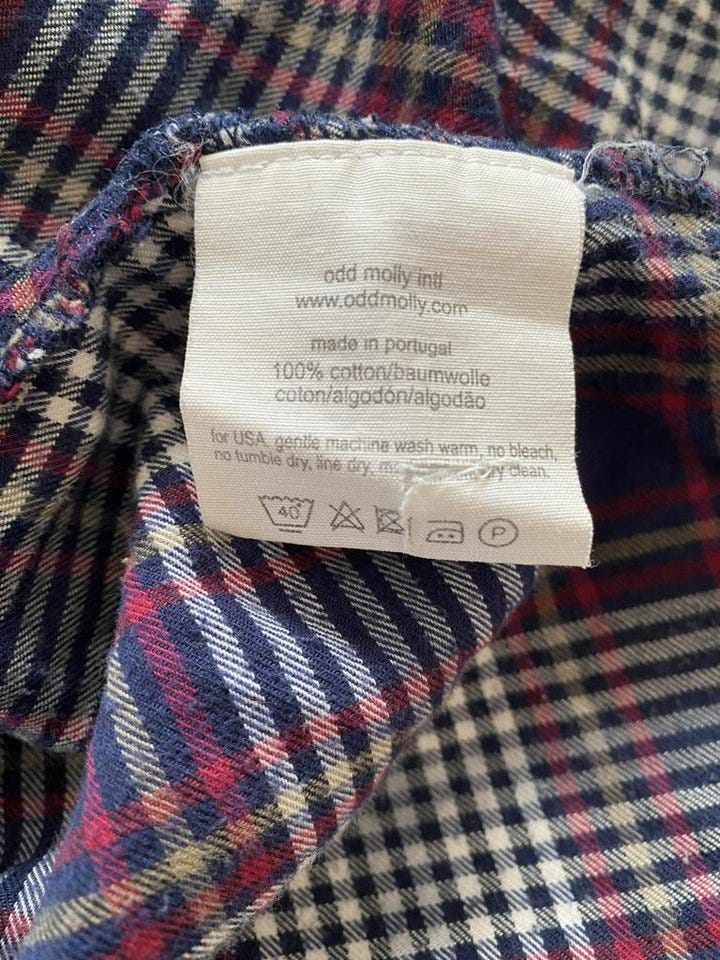 odd molly intl
www.oddmolly.com
made in portugal
100% cotton/baumwolle
coton/algodón/algodão
for USA, gentle machine wash warm, no bleach,
no tumble dry, line dry, dry clean.
40°
P